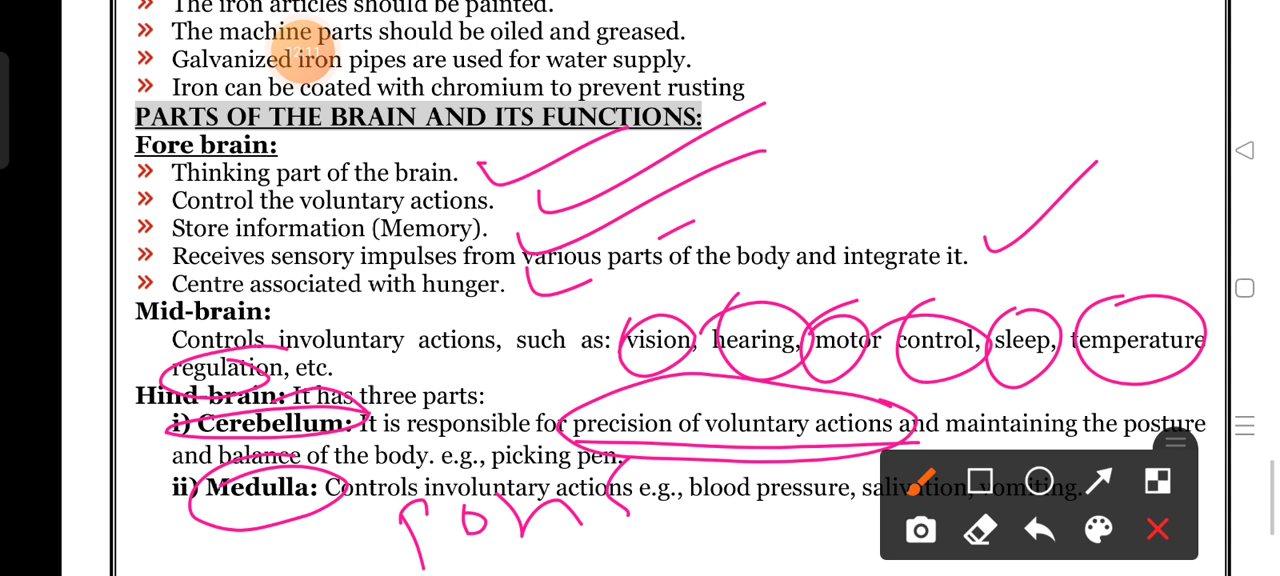 » The iron articles should be painted.
» The machine parts should be oiled and greased.
12:11
» Galvanized iron pipes are used for water supply.
» Iron can be coated with chromium to prevent rusting
PARTS OF THE BRAIN AND ITS FUNCTIONS:
Fore brain:
» Thinking part of the brain.
» Control the voluntary actions.
» Store information (Memory).
» Receives sensory impulses from various parts of the body and integrate it.
» Centre associated with hunger.
Mid-brain:
Controls involuntary actions, such as: vision, hearing, motor control, sleep, temperature
regulation, etc.
Hind-brain: It has three parts:
i) Cerebellum: It is responsible for precision of voluntary actions and maintaining the posture
and balance of the body. e.g., picking pen.
ii) Medulla: Controls involuntary actions e.g., blood pressure, salivation, vomiting.
Pons